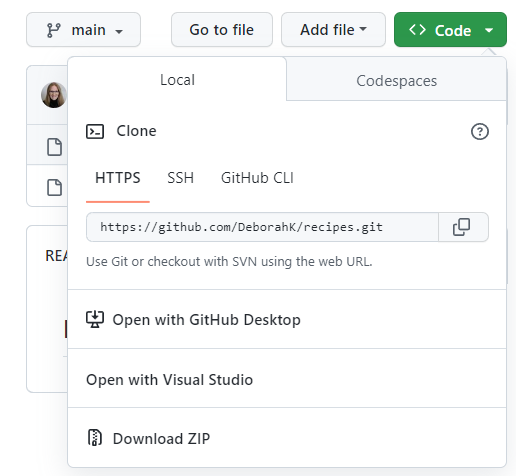 main
Go to file
Add file
<> Code
Local
Codespaces
Clone
HTTPS
SSH
GitHub CLI
https://github.com/DeborahK/recipes.git
Use Git or checkout with SVN using the web URL.
REA
Open with GitHub Desktop
Open with Visual Studio
Download ZIP